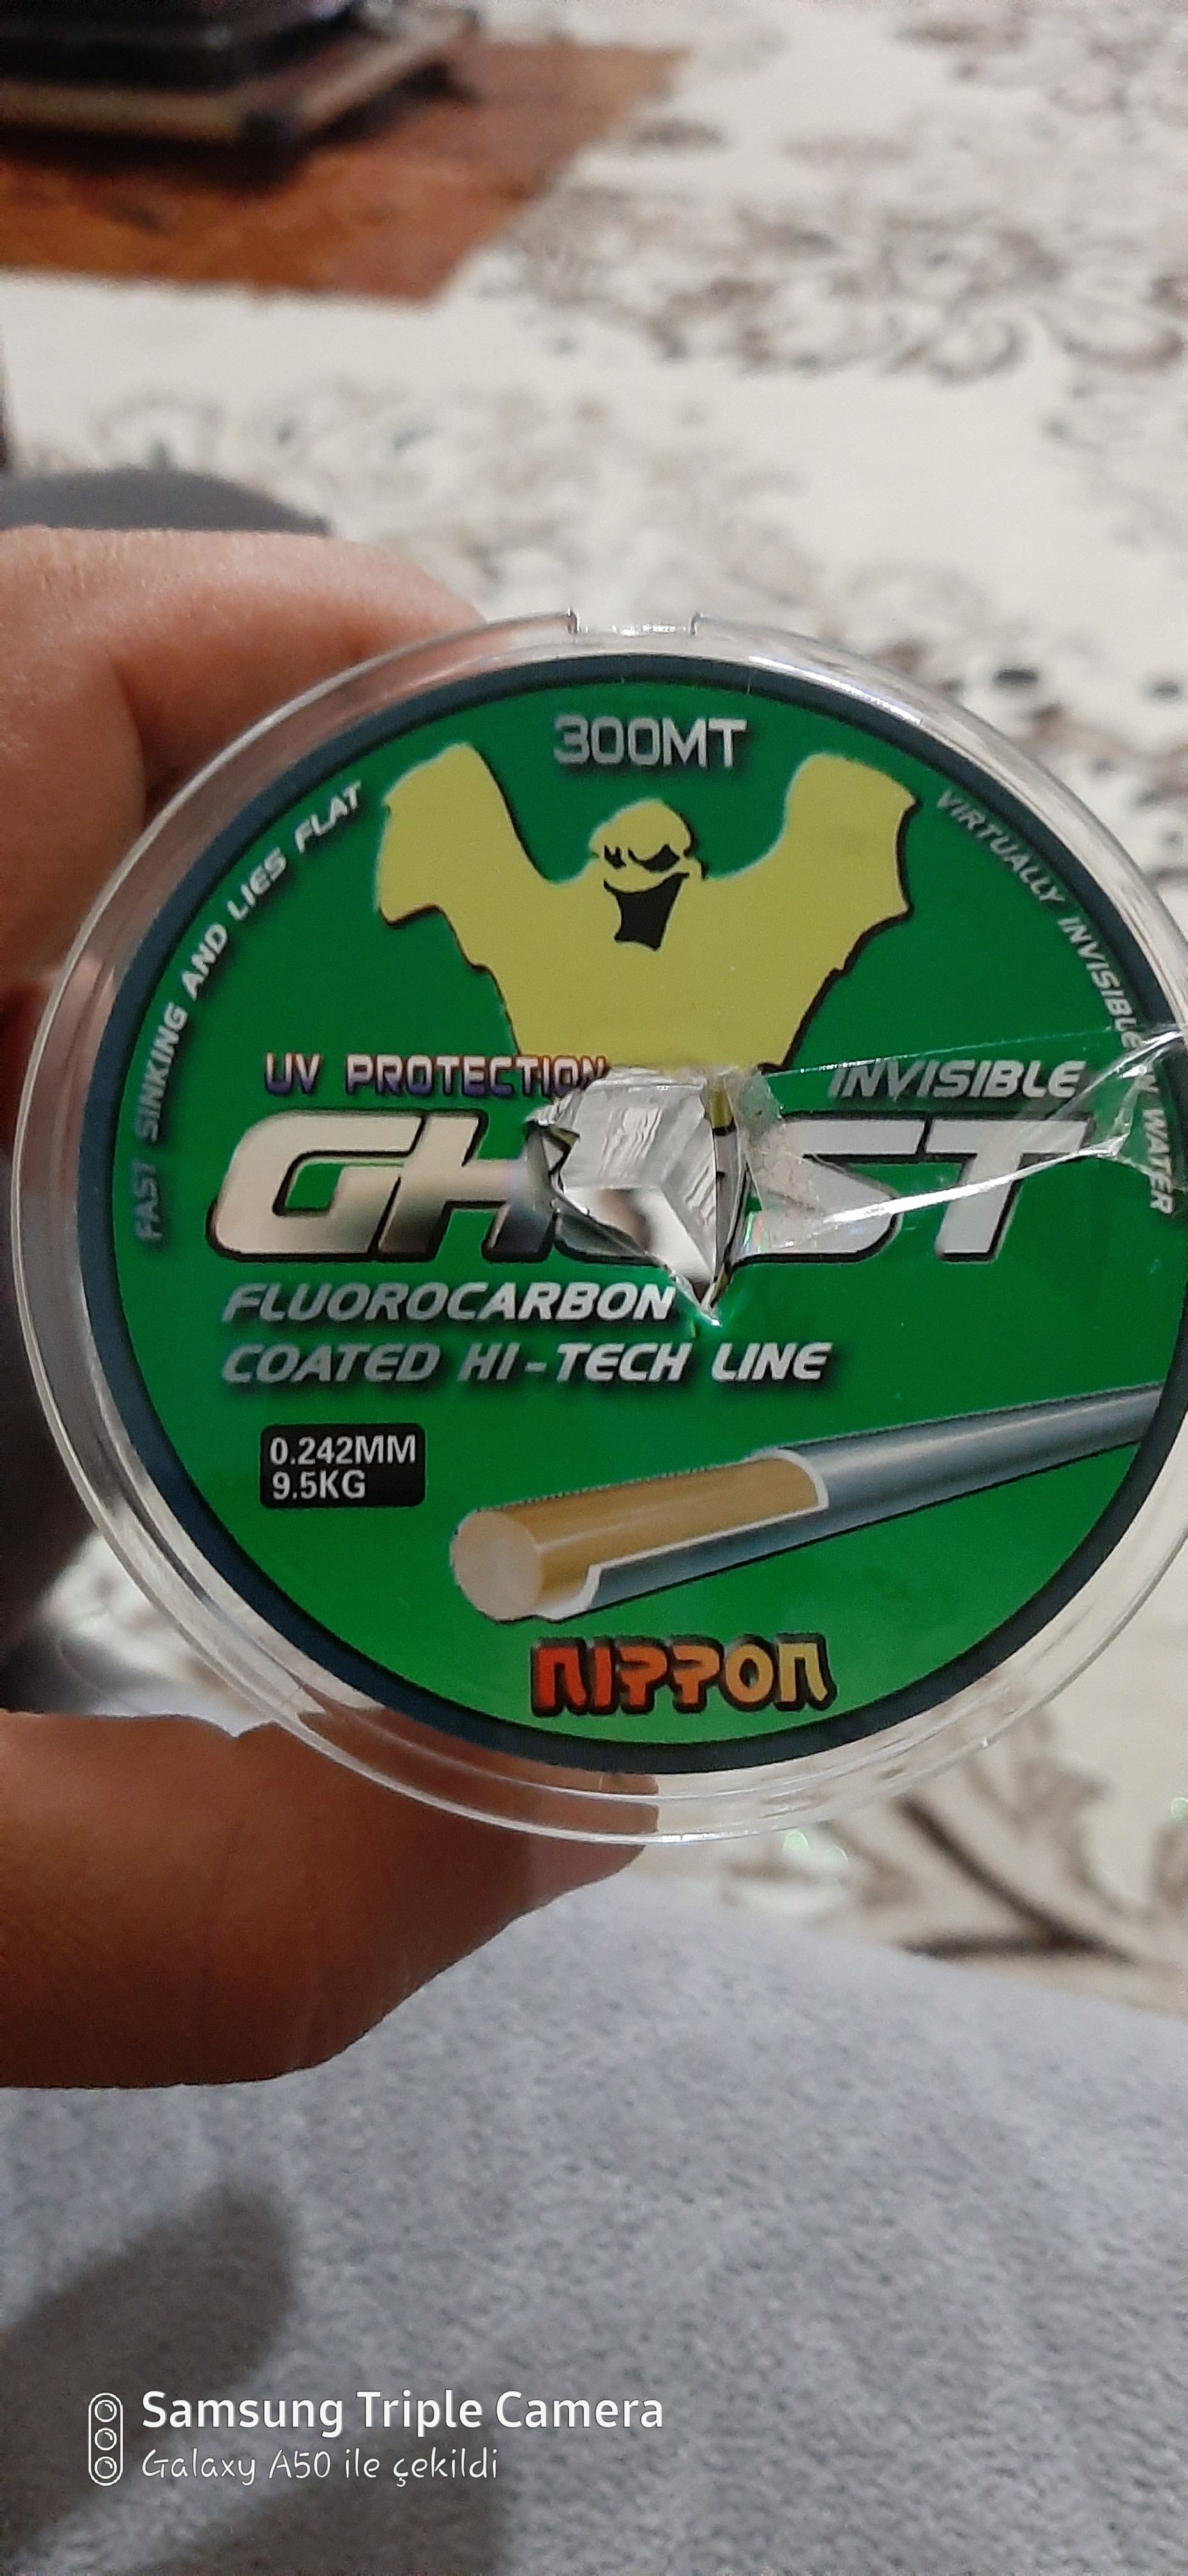 300MT
FAST SINKING AND LIES FLAT
VIRTUALLY INVISIBLE IN WATER
UV PROTECTION
INVISIBLE
GHOST
FLUOROCARBON
COATED HI-TECH LINE
0.242MM
9.5KG
NIPPON
Samsung Triple Camera
Galaxy A50 ile çekildi